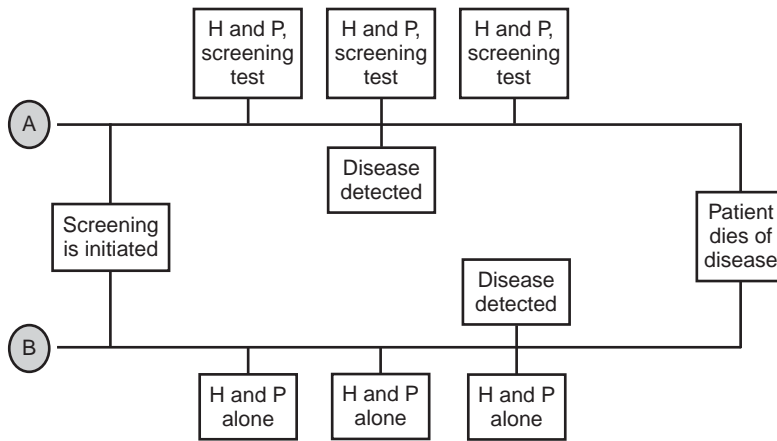 H and P,
screening
test
H and P,
screening
test
H and P,
screening
test
A
Disease
detected
Screening
is initiated
Patient
dies of
disease
Disease
detected
B
H and P
alone
H and P
alone
H and P
alone